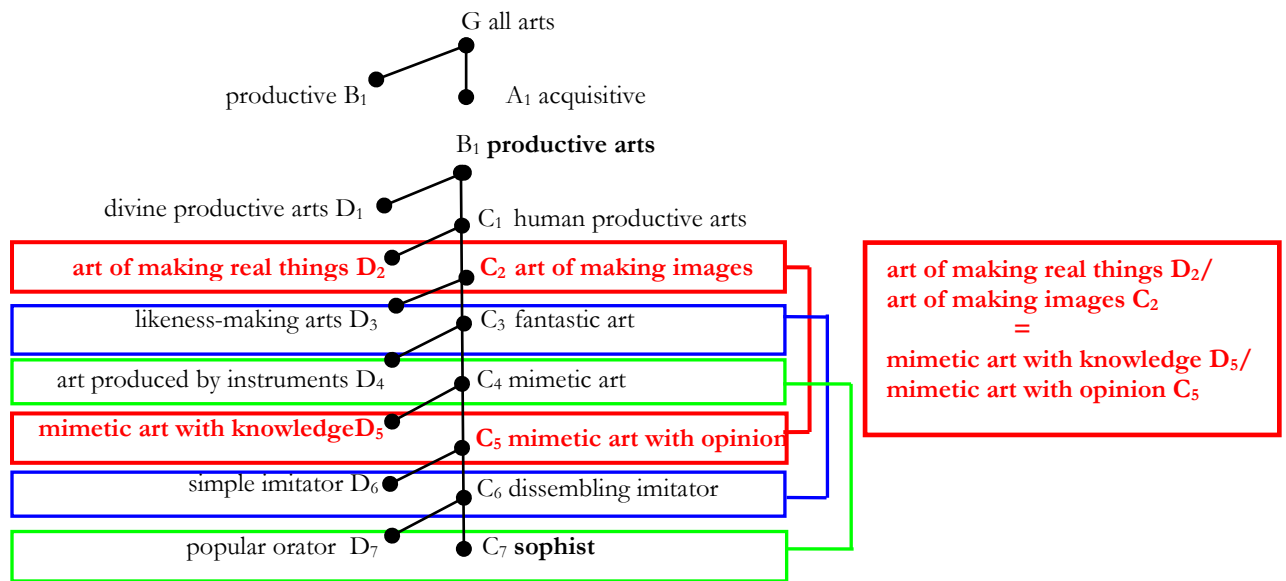 G all arts
productive B₁
A₁ acquisitive
B₁ productive arts
divine productive arts D₁
C₁ human productive arts
art of making real things D₂
C₂ art of making images
likeness-making arts D₃
C₃ fantastic art
art produced by instruments D₄
C₄ mimetic art
mimetic art with knowledgeD₅
C₅ mimetic art with opinion
simple imitator D₆
C₆ dissembling imitator
popular orator D₇
C₇ sophist
art of making real things D₂/
art of making images C₂
=
mimetic art with knowledge D₅/
mimetic art with opinion C₅